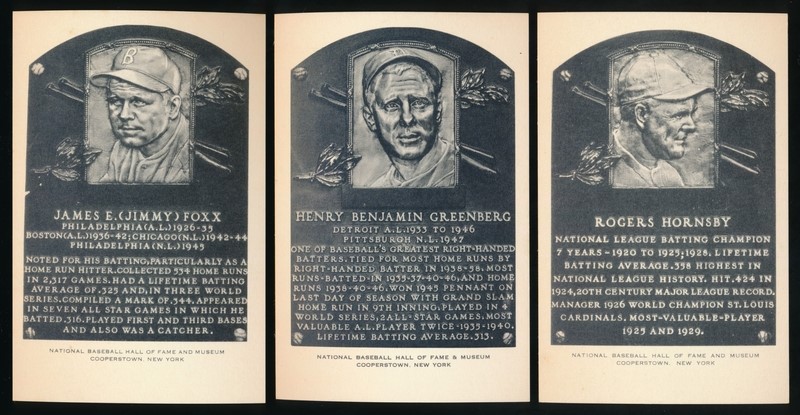 B
JAMES E.(JIMMY) FOXX
PHILADELPHIA(A.L.)1926-35
BOSTON(A.L.)1936-42;CHICAGO(N.L.)1942-44
PHILADELPHIA(N.L.)1945
NOTED FOR HIS BATTING,PARTICULARLY AS A
HOME RUN HITTER.COLLECTED 534 HOME RUNS
IN 2,317 GAMES. HAD A LIFETIME BATTING
AVERAGE OF .325 AND,IN THREE WORLD
SERIES,COMPILED A MARK OF .344. APPEARED
IN SEVEN ALL STAR GAMES IN WHICH HE
BATTED .316. PLAYED FIRST AND THIRD BASES
AND ALSO WAS A CATCHER.
NATIONAL BASEBALL HALL OF FAME AND MUSEUM
COOPERSTOWN, NEW YORK
HENRY BENJAMIN GREENBERG
DETROIT A.L.1933 TO 1946
PITTSBURGH N.L.1947
ONE OF BASEBALL'S GREATEST RIGHT-HANDED
BATTERS. TIED FOR MOST HOME RUNS BY
RIGHT-HANDED BATTER IN 1938-58. MOST
RUNS-BATTED-IN 1935-37-40-46,AND HOME
RUNS 1938-40-46. WON 1945 PENNANT ON
LAST DAY OF SEASON WITH GRAND SLAM
HOME RUN IN 9TH INNING. PLAYED IN 4
WORLD SERIES,2 ALL-STAR GAMES. MOST
VALUABLE A.L.PLAYER TWICE-1935-1940.
LIFETIME BATTING AVERAGE .313.
NATIONAL BASEBALL HALL OF FAME & MUSEUM
COOPERSTOWN, NEW YORK
ROGERS HORNSBY
NATIONAL LEAGUE BATTING CHAMPION
7 YEARS - 1920 TO 1925; 1928. LIFETIME
BATTING AVERAGE .358 HIGHEST IN
NATIONAL LEAGUE HISTORY. HIT .424 IN
1924, 20TH CENTURY MAJOR LEAGUE RECORD.
MANAGER 1926 WORLD CHAMPION ST. LOUIS
CARDINALS. MOST-VALUABLE-PLAYER
1925 AND 1929.
NATIONAL BASEBALL HALL OF FAME AND MUSEUM
COOPERSTOWN, NEW YORK